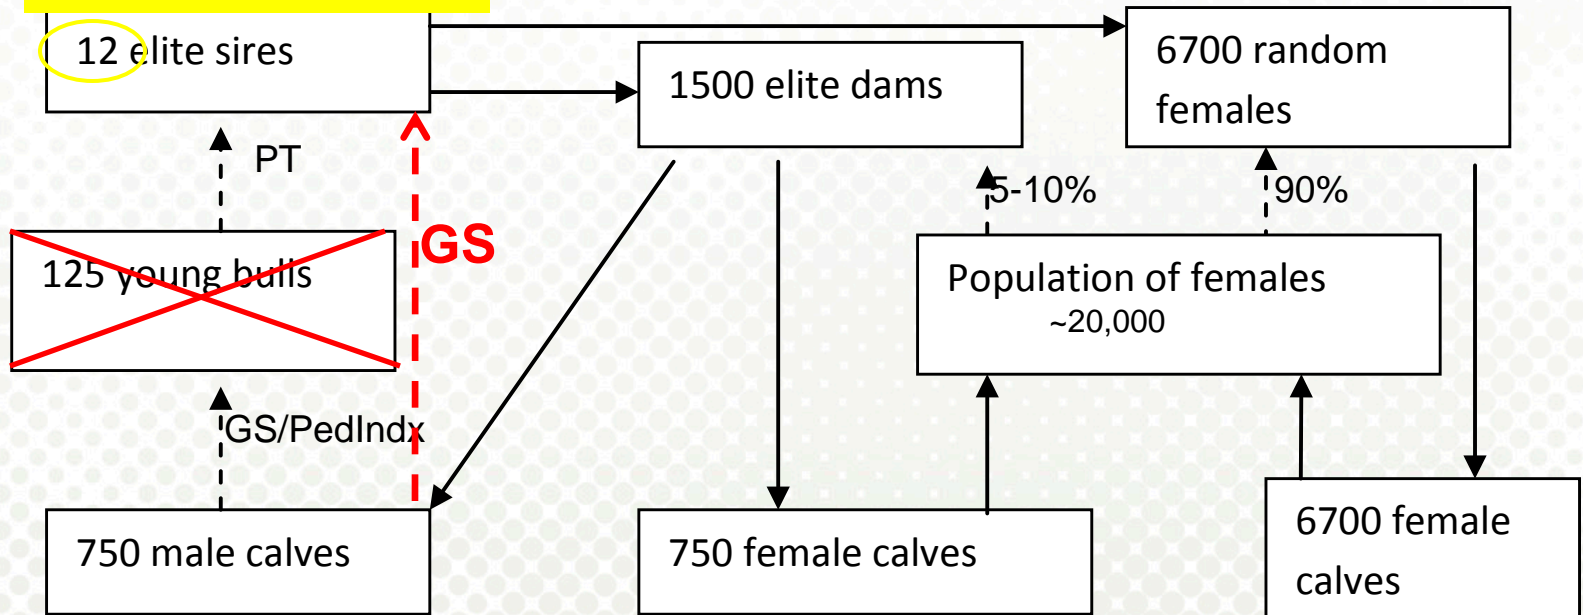 12 elite sires
1500 elite dams
6700 random
females
PT
5-10%
90%
GS
125 young bulls
Population of females
~20,000
GS/PedIndx
750 male calves
750 female calves
6700 female
calves